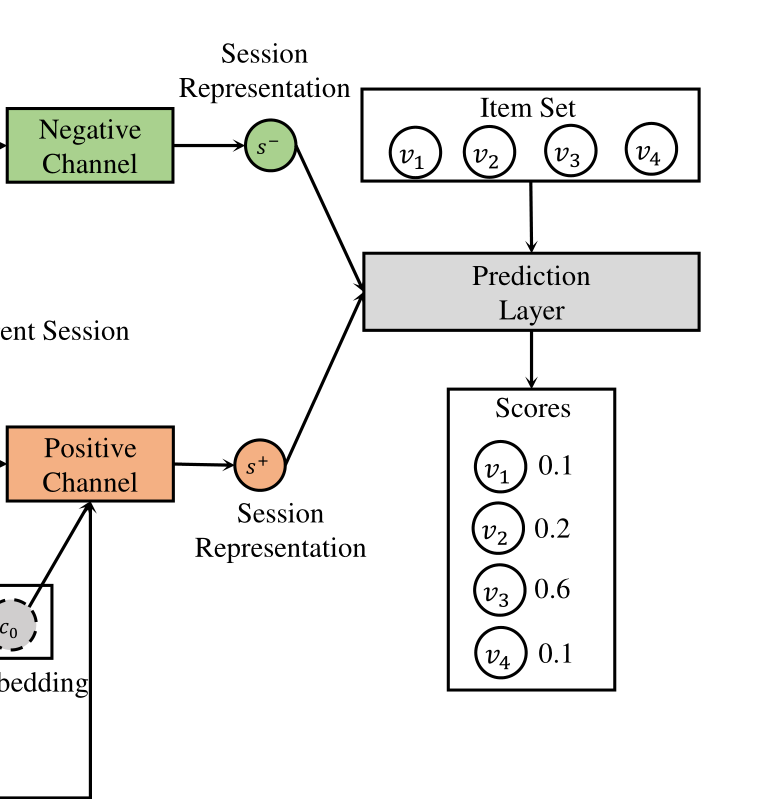 Session
Representation
Negative
Channel
s⁻
Item Set
v₁ v₂ v₃ v₄
Prediction
Layer
ent Session
Positive
Channel
s⁺
Session
Representation
Scores
v₁ 0.1
v₂ 0.2
v₃ 0.6
v₄ 0.1
c₀
bedding